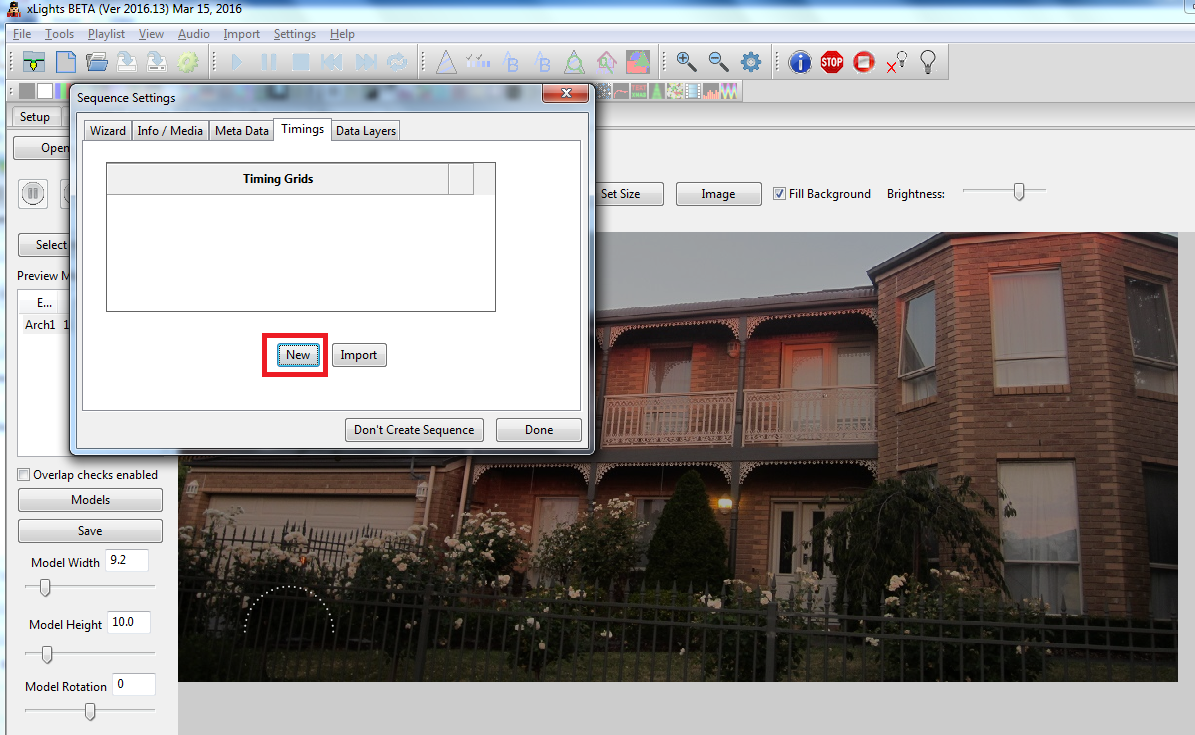 xLights BETA (Ver 2016.13) Mar 15, 2016
File Tools Playlist View Audio Import Settings Help
Sequence Settings
Setup
Wizard Info / Media Meta Data Timings Data Layers
Open
Timing Grids
Set Size Image Fill Background Brightness:
Select
Preview M
E...
Arch1 1
New Import
Don't Create Sequence Done
Overlap checks enabled
Models
Save
Model Width 9.2
Model Height 10.0
Model Rotation 0
STOP